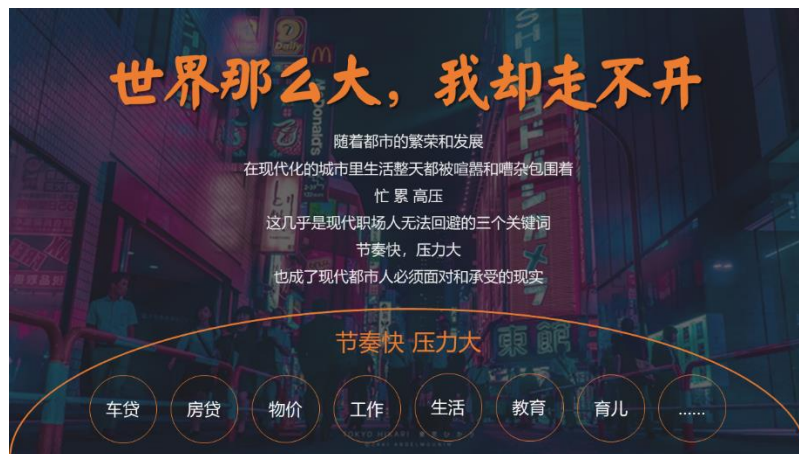 世界那么大，我却走不开
随着都市的繁荣和发展
在现代化的城市里生活整天都被喧嚣和嘈杂包围着
忙 累 高压
这几乎是现代职场人无法回避的三个关键词
节奏快，压力大
也成了现代都市人必须面对和承受的现实
节奏快 压力大
车贷 房贷 物价 工作 生活 教育 育儿 ......
McDonald's
TOKYO HIKARI